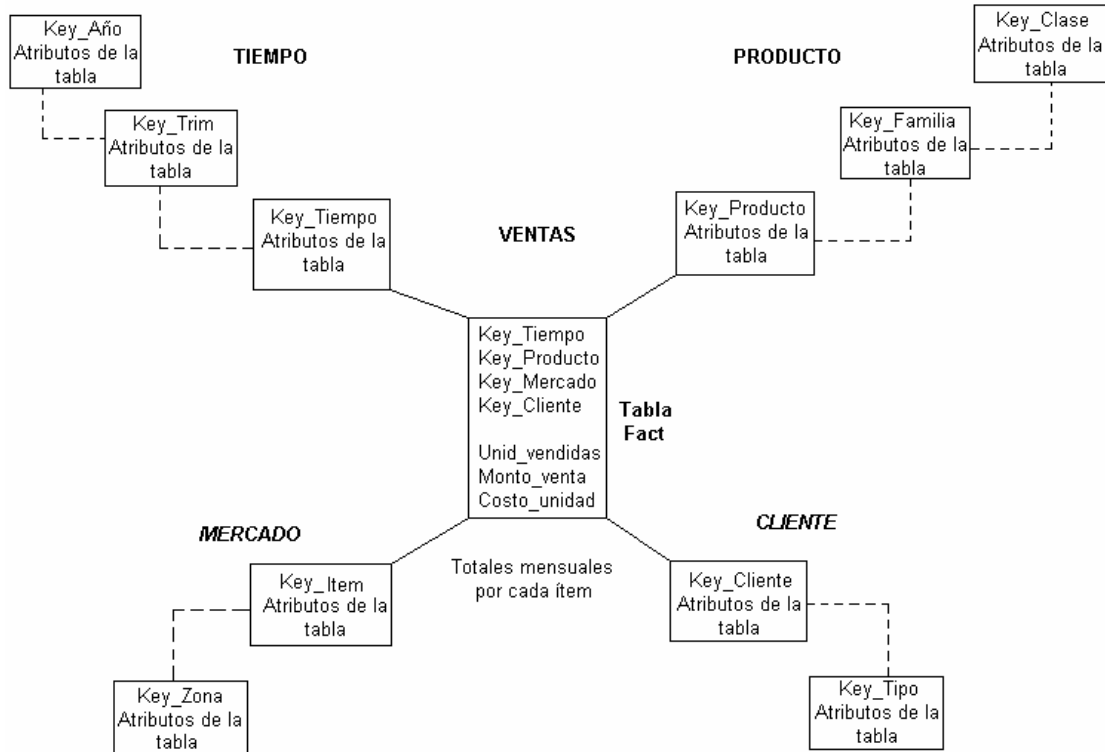 Key_Año
Atributos de la
tabla
TIEMPO
PRODUCTO
Key_Clase
Atributos de la
tabla
Key_Trim
Atributos de la
tabla
Key_Familia
Atributos de la
tabla
Key_Tiempo
Atributos de la
tabla
VENTAS
Key_Producto
Atributos de la
tabla
Key_Tiempo
Key_Producto
Key_Mercado
Key_Cliente
Unid_vendidas
Monto_venta
Costo_unidad
Tabla
Fact
MERCADO
CLIENTE
Key_Item
Atributos de la
tabla
Totales mensuales
por cada ítem
Key_Cliente
Atributos de la
tabla
Key_Zona
Atributos de la
tabla
Key_Tipo
Atributos de la
tabla